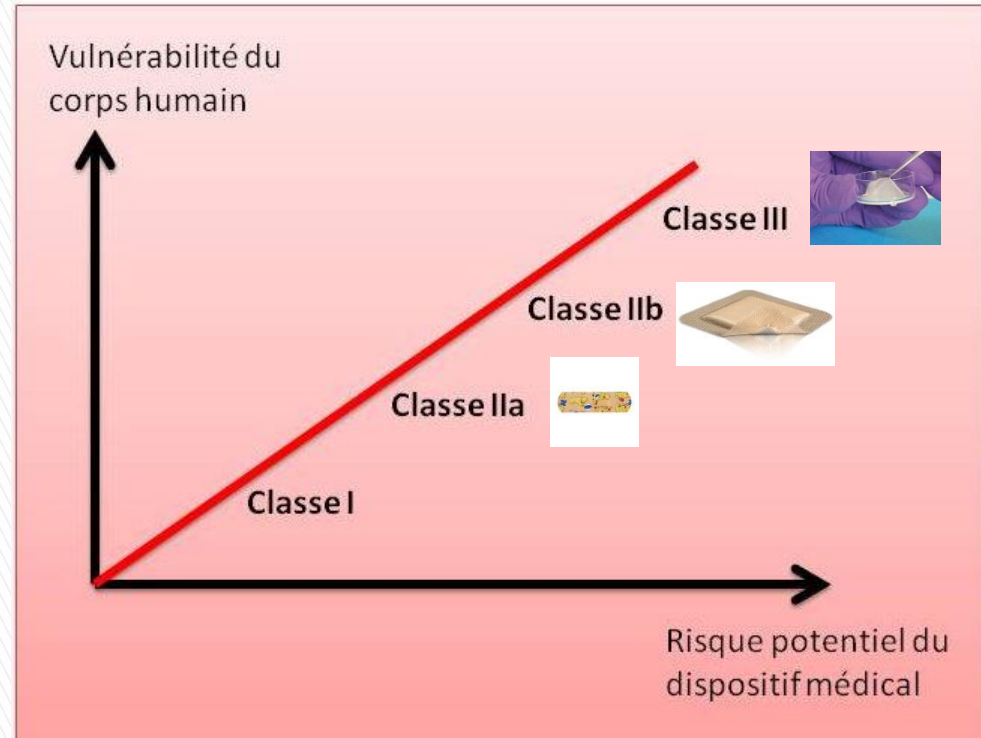 Vulnérabilité du
corps humain
Classe III
Classe IIb
Classe IIa
Classe I
Risque potentiel du
dispositif médical